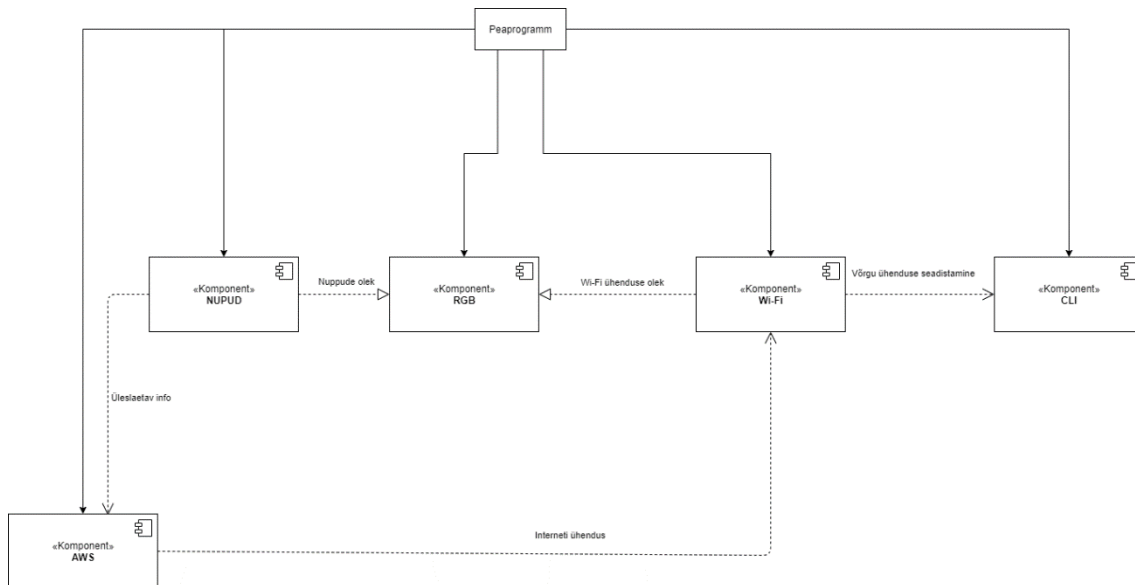 Peaprogramm
«Komponent»
NUPUD
Nuppude olek
«Komponent»
RGB
Wi-Fi ühenduse olek
«Komponent»
Wi-Fi
Võrgu ühenduse seadistamine
«Komponent»
CLI
Üleslaetav info
«Komponent»
AWS
Interneti ühendus